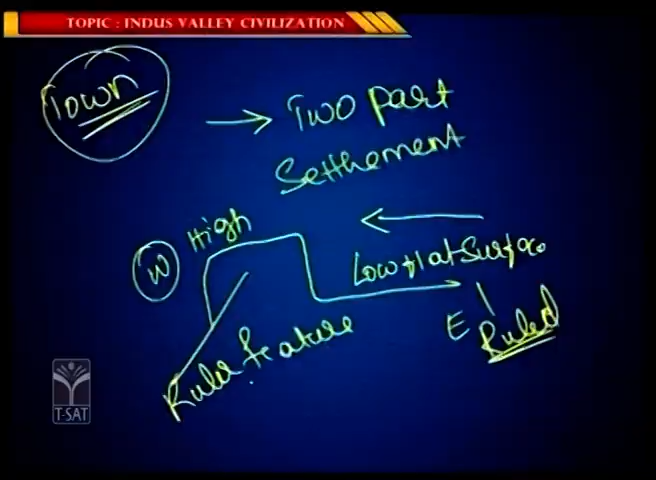 TOPIC : INDUS VALLEY CIVILIZATION
Town
Two part
Settlement
High
W
Low flat Surface
E
Ruled
Ruler feature
T-SAT